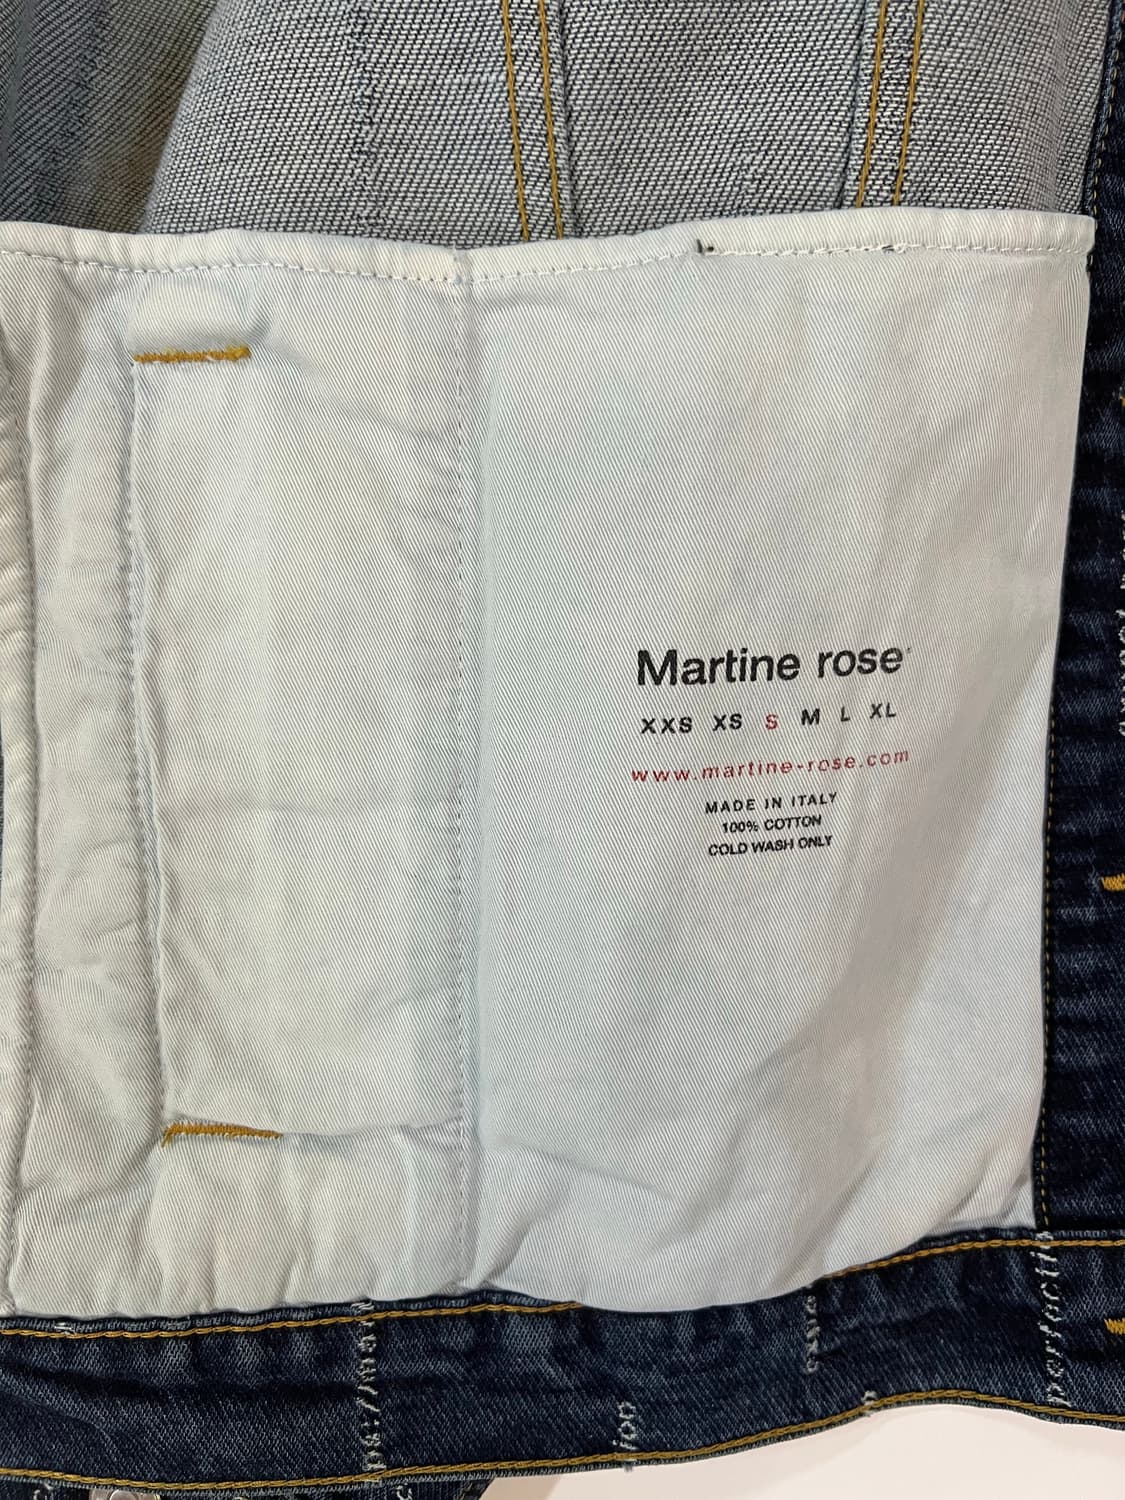 Martine rose
XXS XS S M L XL
www.martine-rose.com
MADE IN ITALY
100% COTTON
COLD WASH ONLY